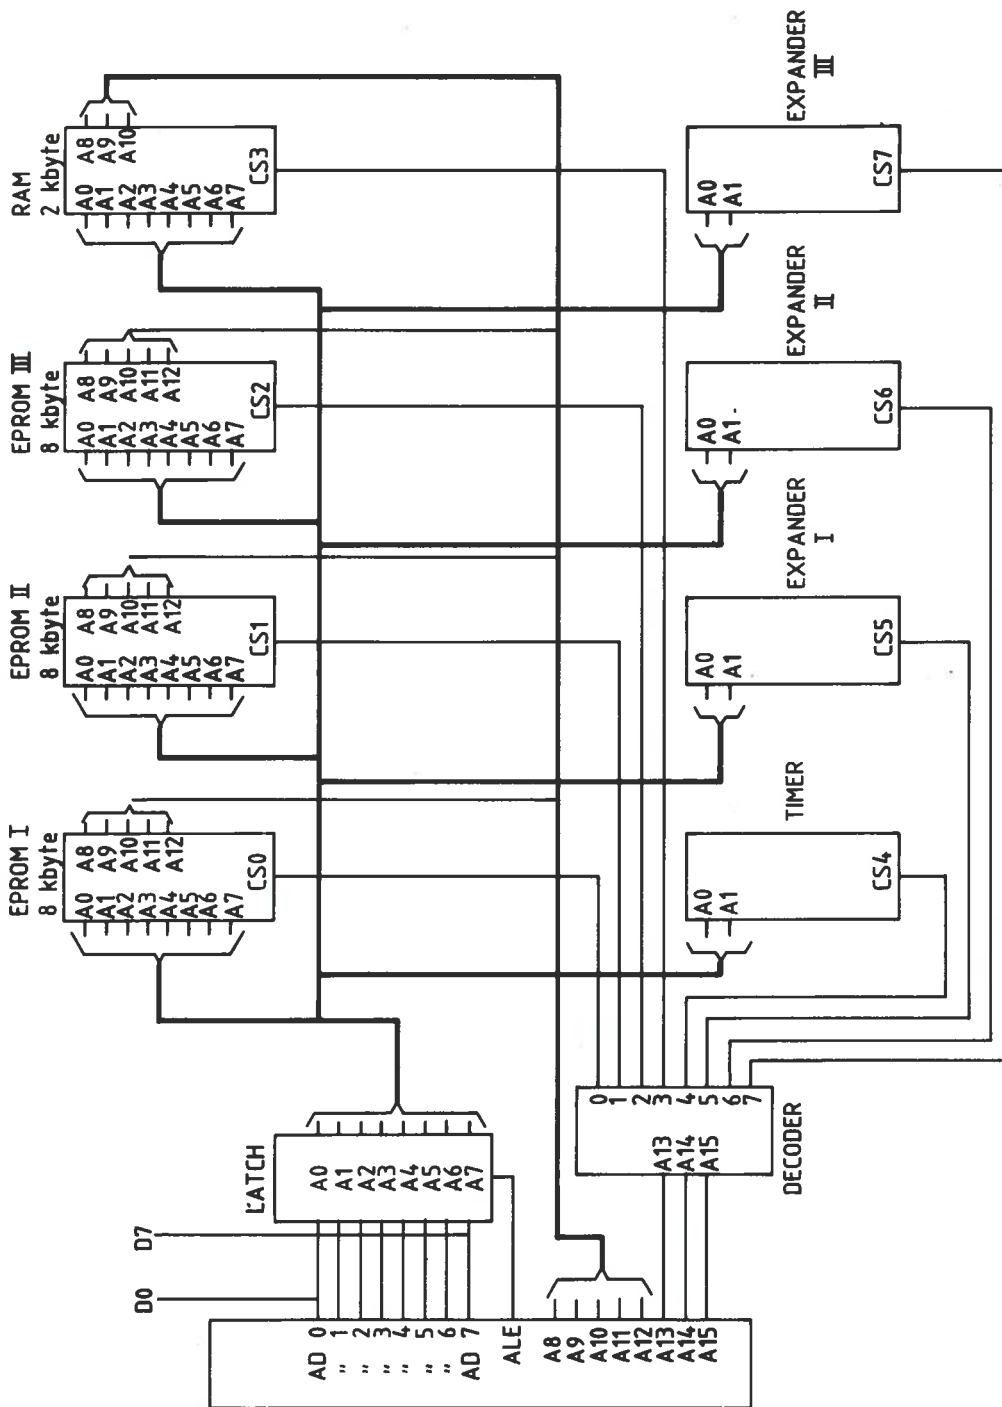 EPROM I
8 kbyte
A0
A1
A2
A3
A4
A5
A6
A7
A8
A9
A10
A11
A12
CS0
EPROM II
8 kbyte
A0
A1
A2
A3
A4
A5
A6
A7
A8
A9
A10
A11
A12
CS1
EPROM III
8 kbyte
A0
A1
A2
A3
A4
A5
A6
A7
A8
A9
A10
A11
A12
CS2
RAM
2 kbyte
A0
A1
A2
A3
A4
A5
A6
A7
A8
A9
A10
CS3
D0
D7
LATCH
A0
A1
A2
A3
A4
A5
A6
A7
AD 0
" 1
" 2
" 3
" 4
" 5
" 6
AD 7
ALE
A8
A9
A10
A11
A12
A13
A14
A15
A13
A14
A15
0
1
2
3
4
5
6
7
DECODER
TIMER
A0
A1
CS4
EXPANDER
I
A0
A1
CS5
EXPANDER
II
A0
A1
CS6
EXPANDER
III
A0
A1
CS7